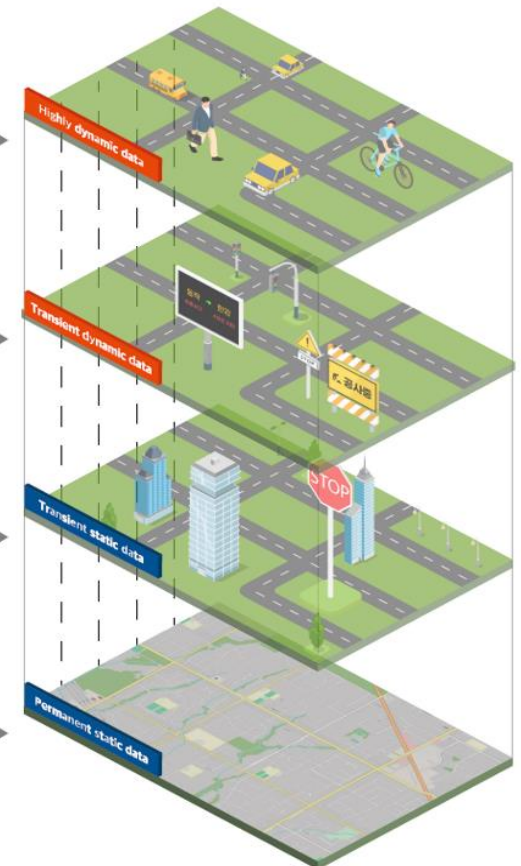 Highly dynamic data
Transient dynamic data
공사중
Transient static data
STOP
Permanent static data